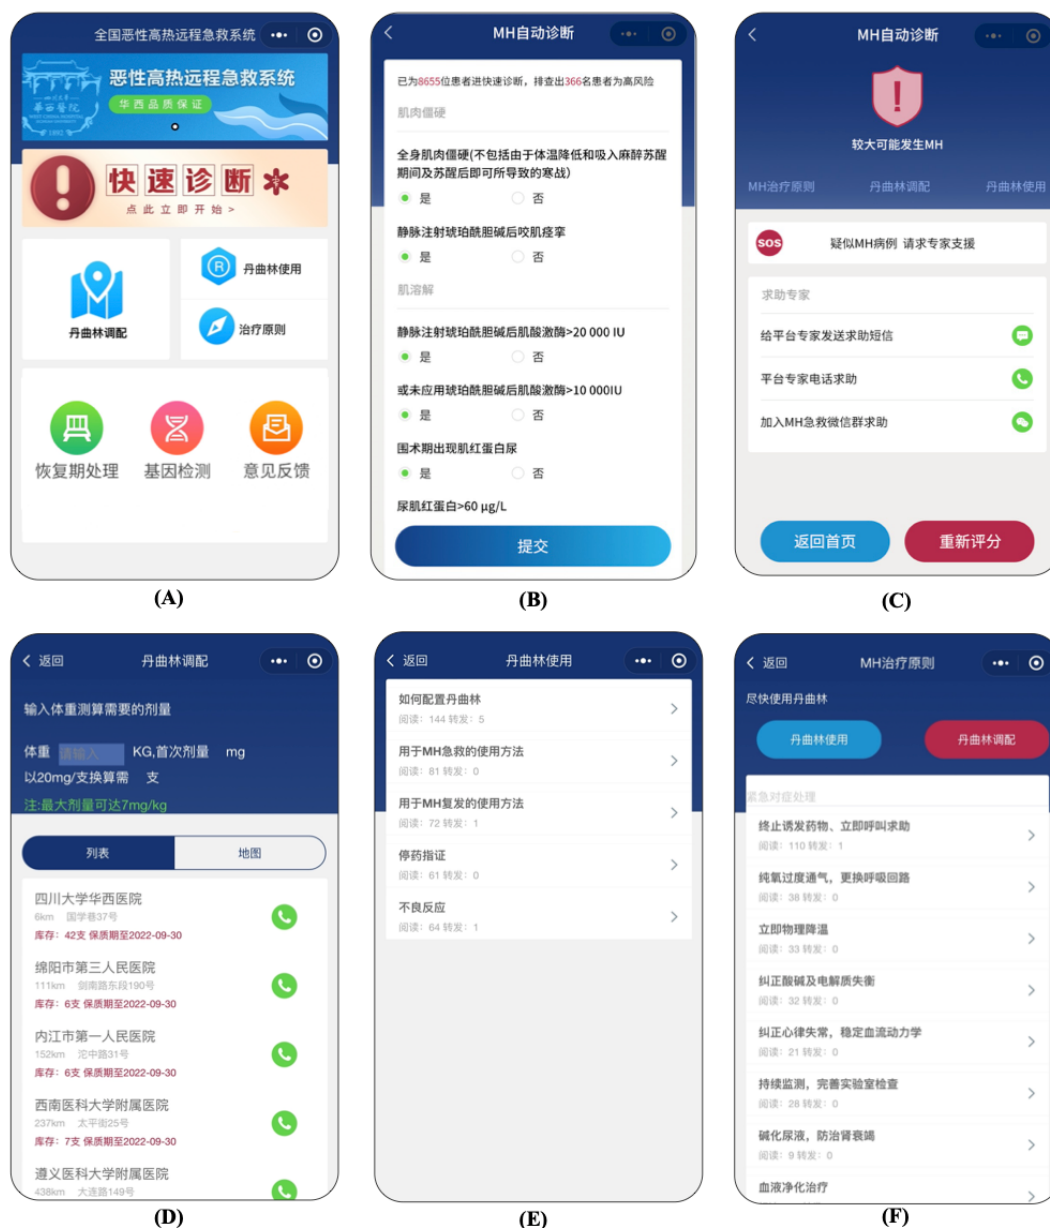 全国恶性高热远程急救系统
恶性高热远程急救系统
华西品质保证
华西医院
WEST CHINA HOSPITAL
1892
快速诊断
点此立即开始 >
丹曲林调配
丹曲林使用
治疗原则
恢复期处理
基因检测
意见反馈
(A)
MH自动诊断
已为8655位患者进快速诊断，排查出366名患者为高风险
肌肉僵硬
全身肌肉僵硬(不包括由于体温降低和吸入麻醉苏醒
期间及苏醒后即可所导致的寒战)
是 否
静脉注射琥珀酰胆碱后咬肌痉挛
是 否
肌溶解
静脉注射琥珀酰胆碱后肌酸激酶>20 000 IU
是 否
或未应用琥珀酰胆碱后肌酸激酶>10 000IU
是 否
围术期出现肌红蛋白尿
是 否
尿肌红蛋白>60 μg/L
提交
(B)
MH自动诊断
较大可能发生MH
MH治疗原则 丹曲林调配 丹曲林使用
SOS 疑似MH病例 请求专家支援
求助专家
给平台专家发送求助短信
平台专家电话求助
加入MH急救微信群求助
返回首页 重新评分
(C)
返回 丹曲林调配
输入体重测算需要的剂量
体重 请输入 KG,首次剂量 mg
以20mg/支换算需 支
注:最大剂量可达7mg/kg
列表 地图
四川大学华西医院
6km 国学巷37号
库存：42支 保质期至2022-09-30
绵阳市第三人民医院
111km 剑南路东段190号
库存：6支 保质期至2022-09-30
内江市第一人民医院
152km 沱中路31号
库存：6支 保质期至2022-09-30
西南医科大学附属医院
237km 太平街25号
库存：7支 保质期至2022-09-30
遵义医科大学附属医院
438km 大连路149号
(D)
返回 丹曲林使用
如何配置丹曲林
阅读：144 转发：5
用于MH急救的使用方法
阅读：81 转发：0
用于MH复发的使用方法
阅读：72 转发：1
停药指证
阅读：61 转发：0
不良反应
阅读：64 转发：1
(E)
返回 MH治疗原则
尽快使用丹曲林
丹曲林使用 丹曲林调配
紧急对症处理
终止诱发药物、立即呼叫求助
阅读：110 转发：1
纯氧过度通气，更换呼吸回路
阅读：38 转发：0
立即物理降温
阅读：33 转发：0
纠正酸碱及电解质失衡
阅读：32 转发：0
纠正心律失常，稳定血流动力学
阅读：21 转发：0
持续监测，完善实验室检查
阅读：28 转发：0
碱化尿液，防治肾衰竭
阅读：9 转发：0
血液净化治疗
(F)